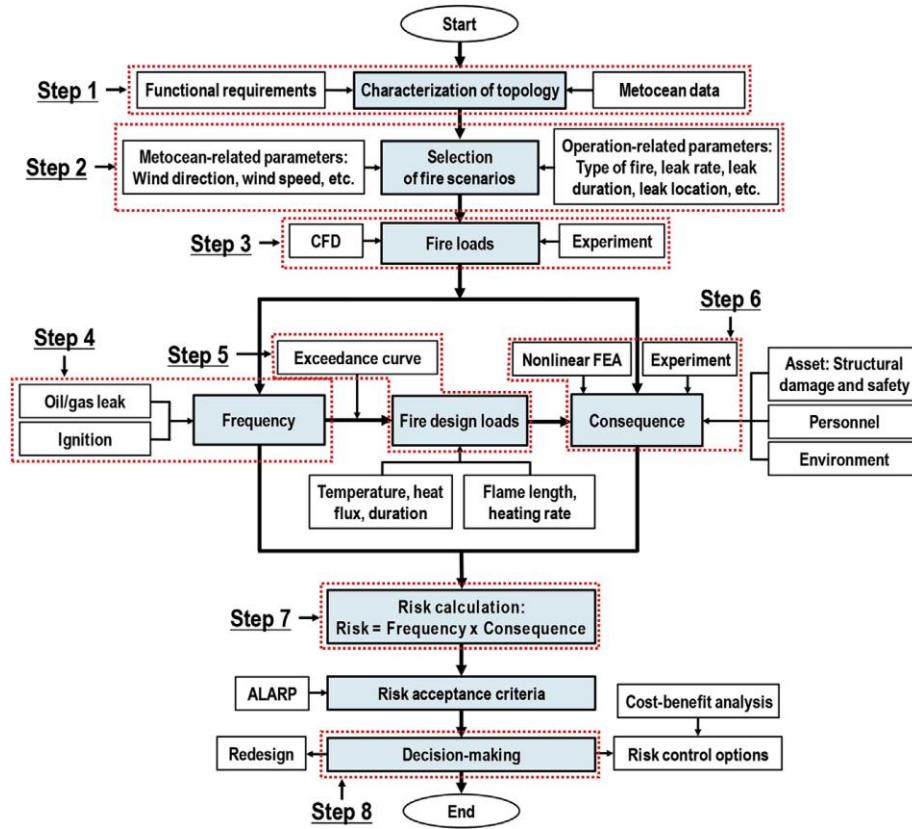 Start
Step 1
Functional requirements
Characterization of topology
Metocean data
Step 2
Metocean-related parameters:
Wind direction, wind speed, etc.
Selection
of fire scenarios
Operation-related parameters:
Type of fire, leak rate, leak
duration, leak location, etc.
Step 3
CFD
Fire loads
Experiment
Step 4
Oil/gas leak
Ignition
Frequency
Step 5
Exceedance curve
Fire design loads
Temperature, heat
flux, duration
Flame length,
heating rate
Step 6
Nonlinear FEA
Experiment
Consequence
Asset: Structural
damage and safety
Personnel
Environment
Step 7
Risk calculation:
Risk = Frequency x Consequence
ALARP
Risk acceptance criteria
Cost-benefit analysis
Redesign
Decision-making
Risk control options
Step 8
End